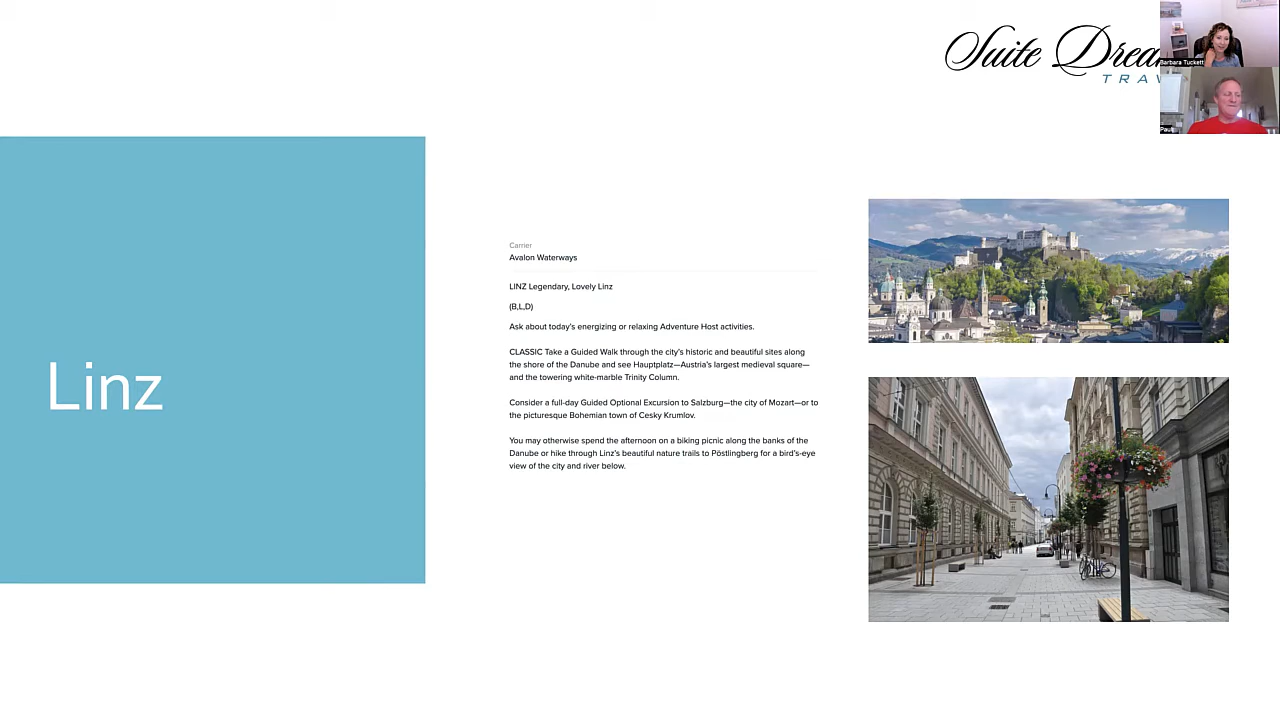 Suite
TRAV
Barbara Tuckett
Paul
Linz
Carrier
Avalon Waterways
LINZ Legendary, Lovely Linz
(B,L,D)
Ask about today's energizing or relaxing Adventure Host activities.
CLASSIC Take a Guided Walk through the city's historic and beautiful sites along
the shore of the Danube and see Hauptplatz—Austria's largest medieval square—
and the towering white-marble Trinity Column.
Consider a full-day Guided Optional Excursion to Salzburg—the city of Mozart—or to
the picturesque Bohemian town of Cesky Krumlov.
You may otherwise spend the afternoon on a biking picnic along the banks of the
Danube or hike through Linz's beautiful nature trails to Pöstlingberg for a bird's-eye
view of the city and river below.